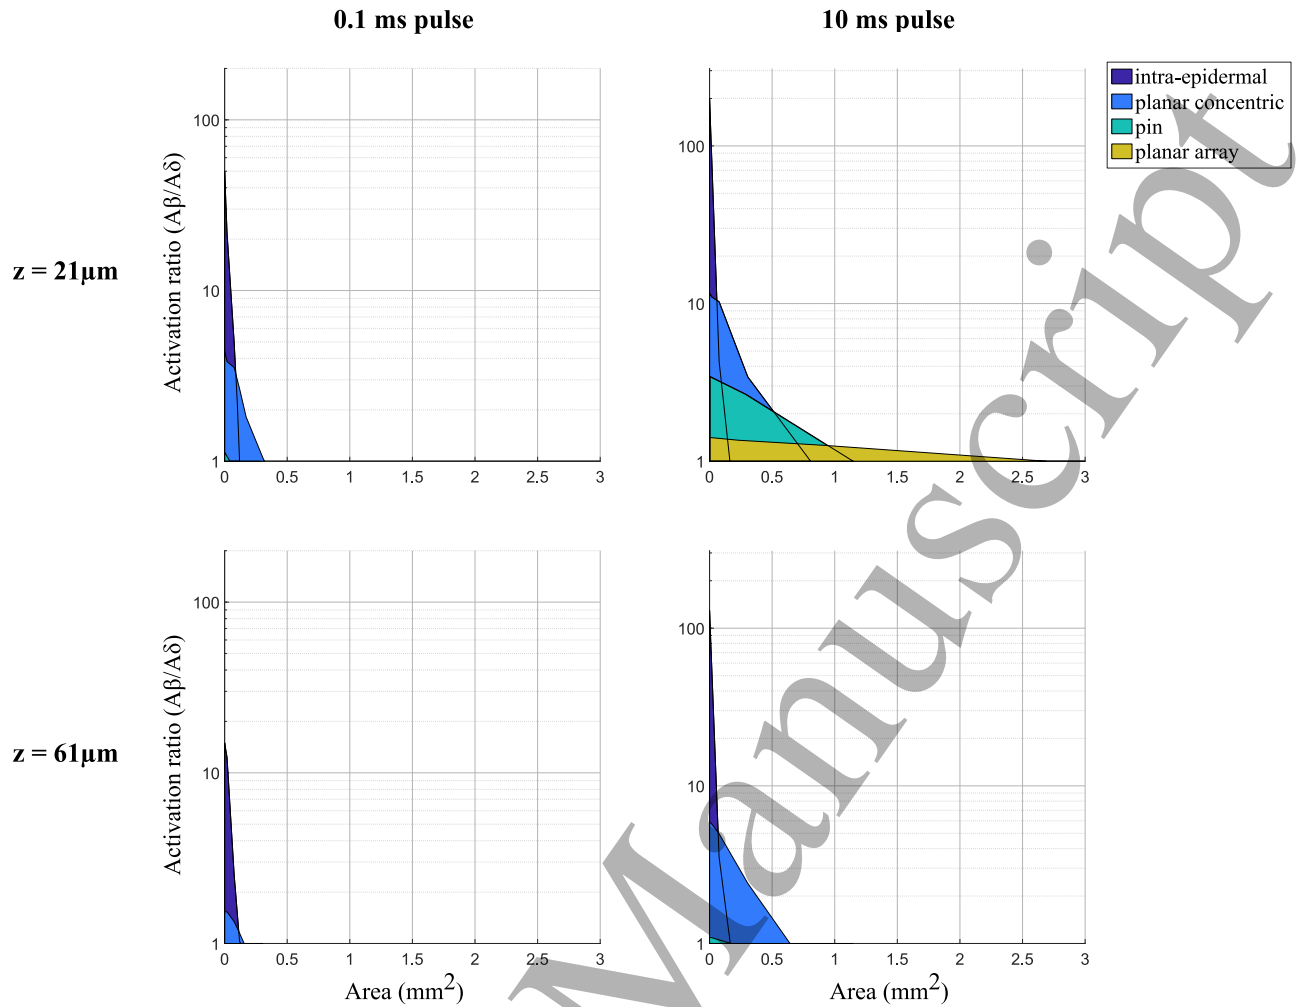 0.1 ms pulse
10 ms pulse
intra-epidermal
planar concentric
pin
planar array
z = 21µm
Activation ratio (Aβ/Aδ)
100
10
1
0 0.5 1 1.5 2 2.5 3
100
10
1
0 0.5 1 1.5 2 2.5 3
z = 61µm
Activation ratio (Aβ/Aδ)
100
10
1
0 0.5 1 1.5 2 2.5 3
Area (mm²)
100
10
1
0 0.5 1 1.5 2 2.5 3
Area (mm²)
Manuscript